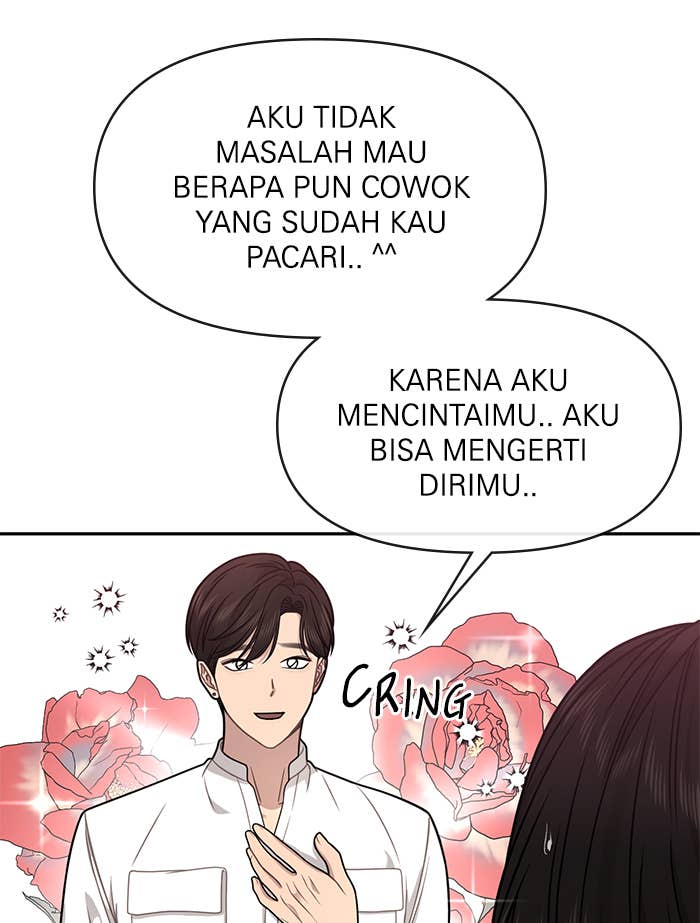 AKU TIDAK
MASALAH MAU
BERAPA PUN COWOK
YANG SUDAH KAU
PACARI.. ^^
KARENA AKU
MENCINTAIMU.. AKU
BISA MENGERTI
DIRIMU..
CRING